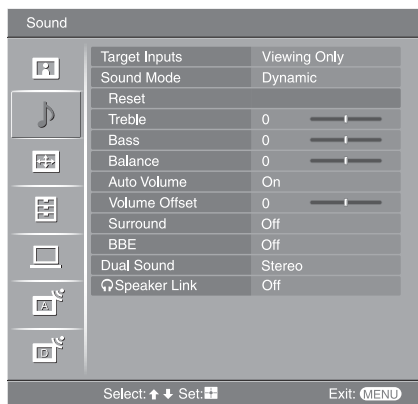 Sound
Target Inputs Viewing Only
Sound Mode Dynamic
Reset
Treble 0
Bass 0
Balance 0
Auto Volume On
Volume Offset 0
Surround Off
BBE Off
Dual Sound Stereo
Speaker Link Off
A
D
Select: Set: Exit: MENU